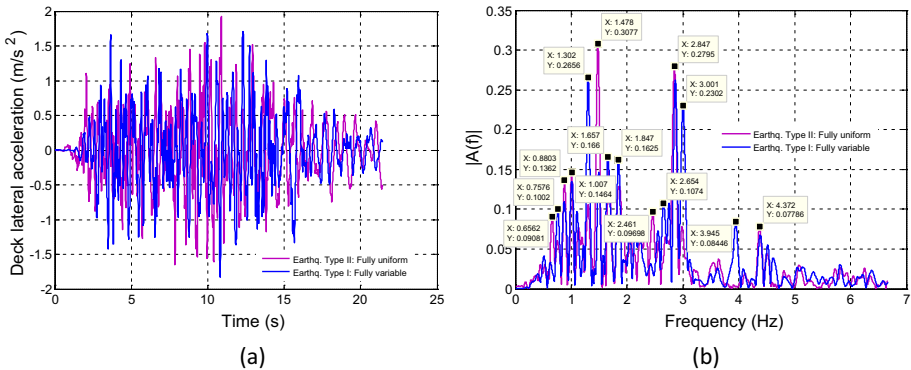 2
1.5
1
0.5
0
-0.5
-1
-1.5
-2
0
5
10
15
20
25
Deck lateral acceleration (m/s²)
Time (s)
Earthq. Type II: Fully uniform
Earthq. Type I: Fully variable
(a)
0.35
0.3
0.25
0.2
0.15
0.1
0.05
0
0
1
2
3
4
5
6
7
|A(f)|
Frequency (Hz)
X: 1.478
Y: 0.3077
X: 1.302
Y: 0.2656
X: 2.847
Y: 0.2795
X: 3.001
Y: 0.2302
X: 1.657
Y: 0.166
X: 1.847
Y: 0.1625
X: 0.8803
Y: 0.1362
X: 0.7576
Y: 0.1002
X: 1.007
Y: 0.1464
X: 2.654
Y: 0.1074
X: 0.6562
Y: 0.09081
X: 2.461
Y: 0.09698
X: 3.945
Y: 0.08446
X: 4.372
Y: 0.07786
Earthq. Type II: Fully uniform
Earthq. Type I: Fully variable
(b)